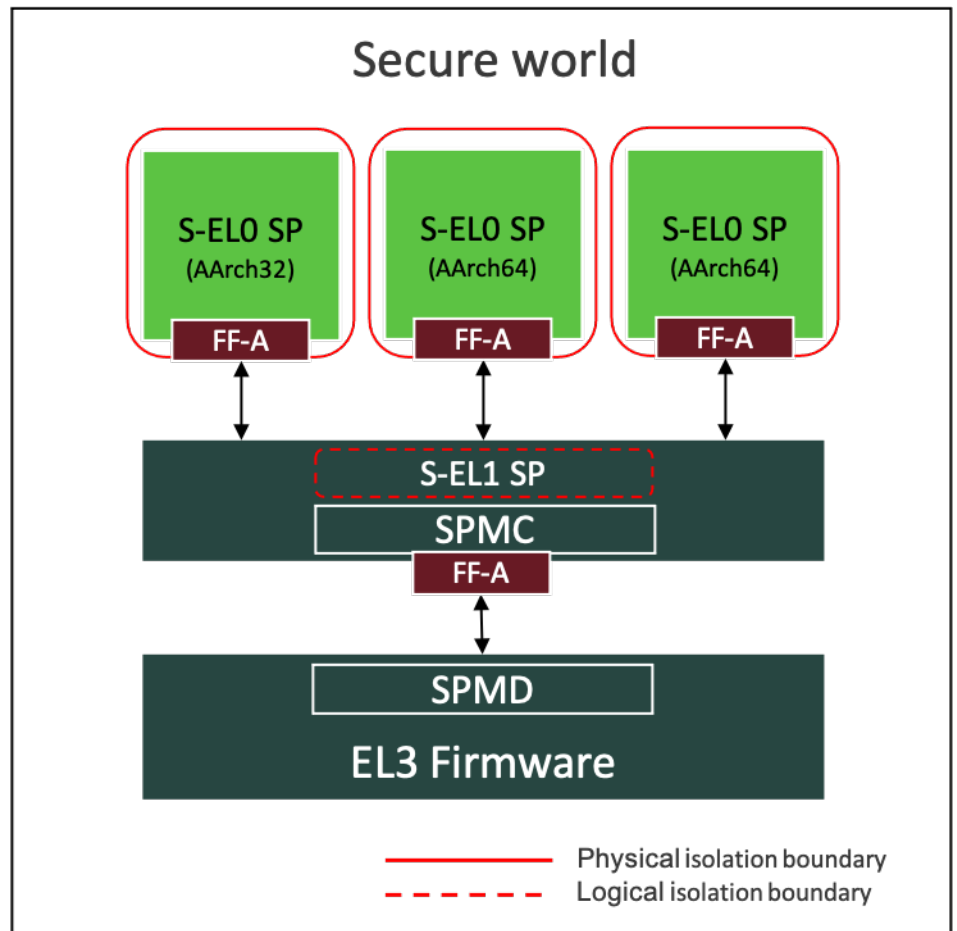 Secure world
S-EL0 SP
(AArch32)
S-EL0 SP
(AArch64)
S-EL0 SP
(AArch64)
FF-A
FF-A
FF-A
S-EL1 SP
SPMC
FF-A
SPMD
EL3 Firmware
Physical isolation boundary
Logical isolation boundary